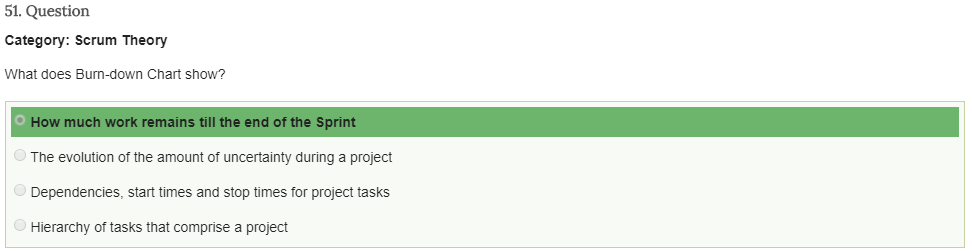 51. Question
Category: Scrum Theory
What does Burn-down Chart show?
How much work remains till the end of the Sprint
The evolution of the amount of uncertainty during a project
Dependencies, start times and stop times for project tasks
Hierarchy of tasks that comprise a project